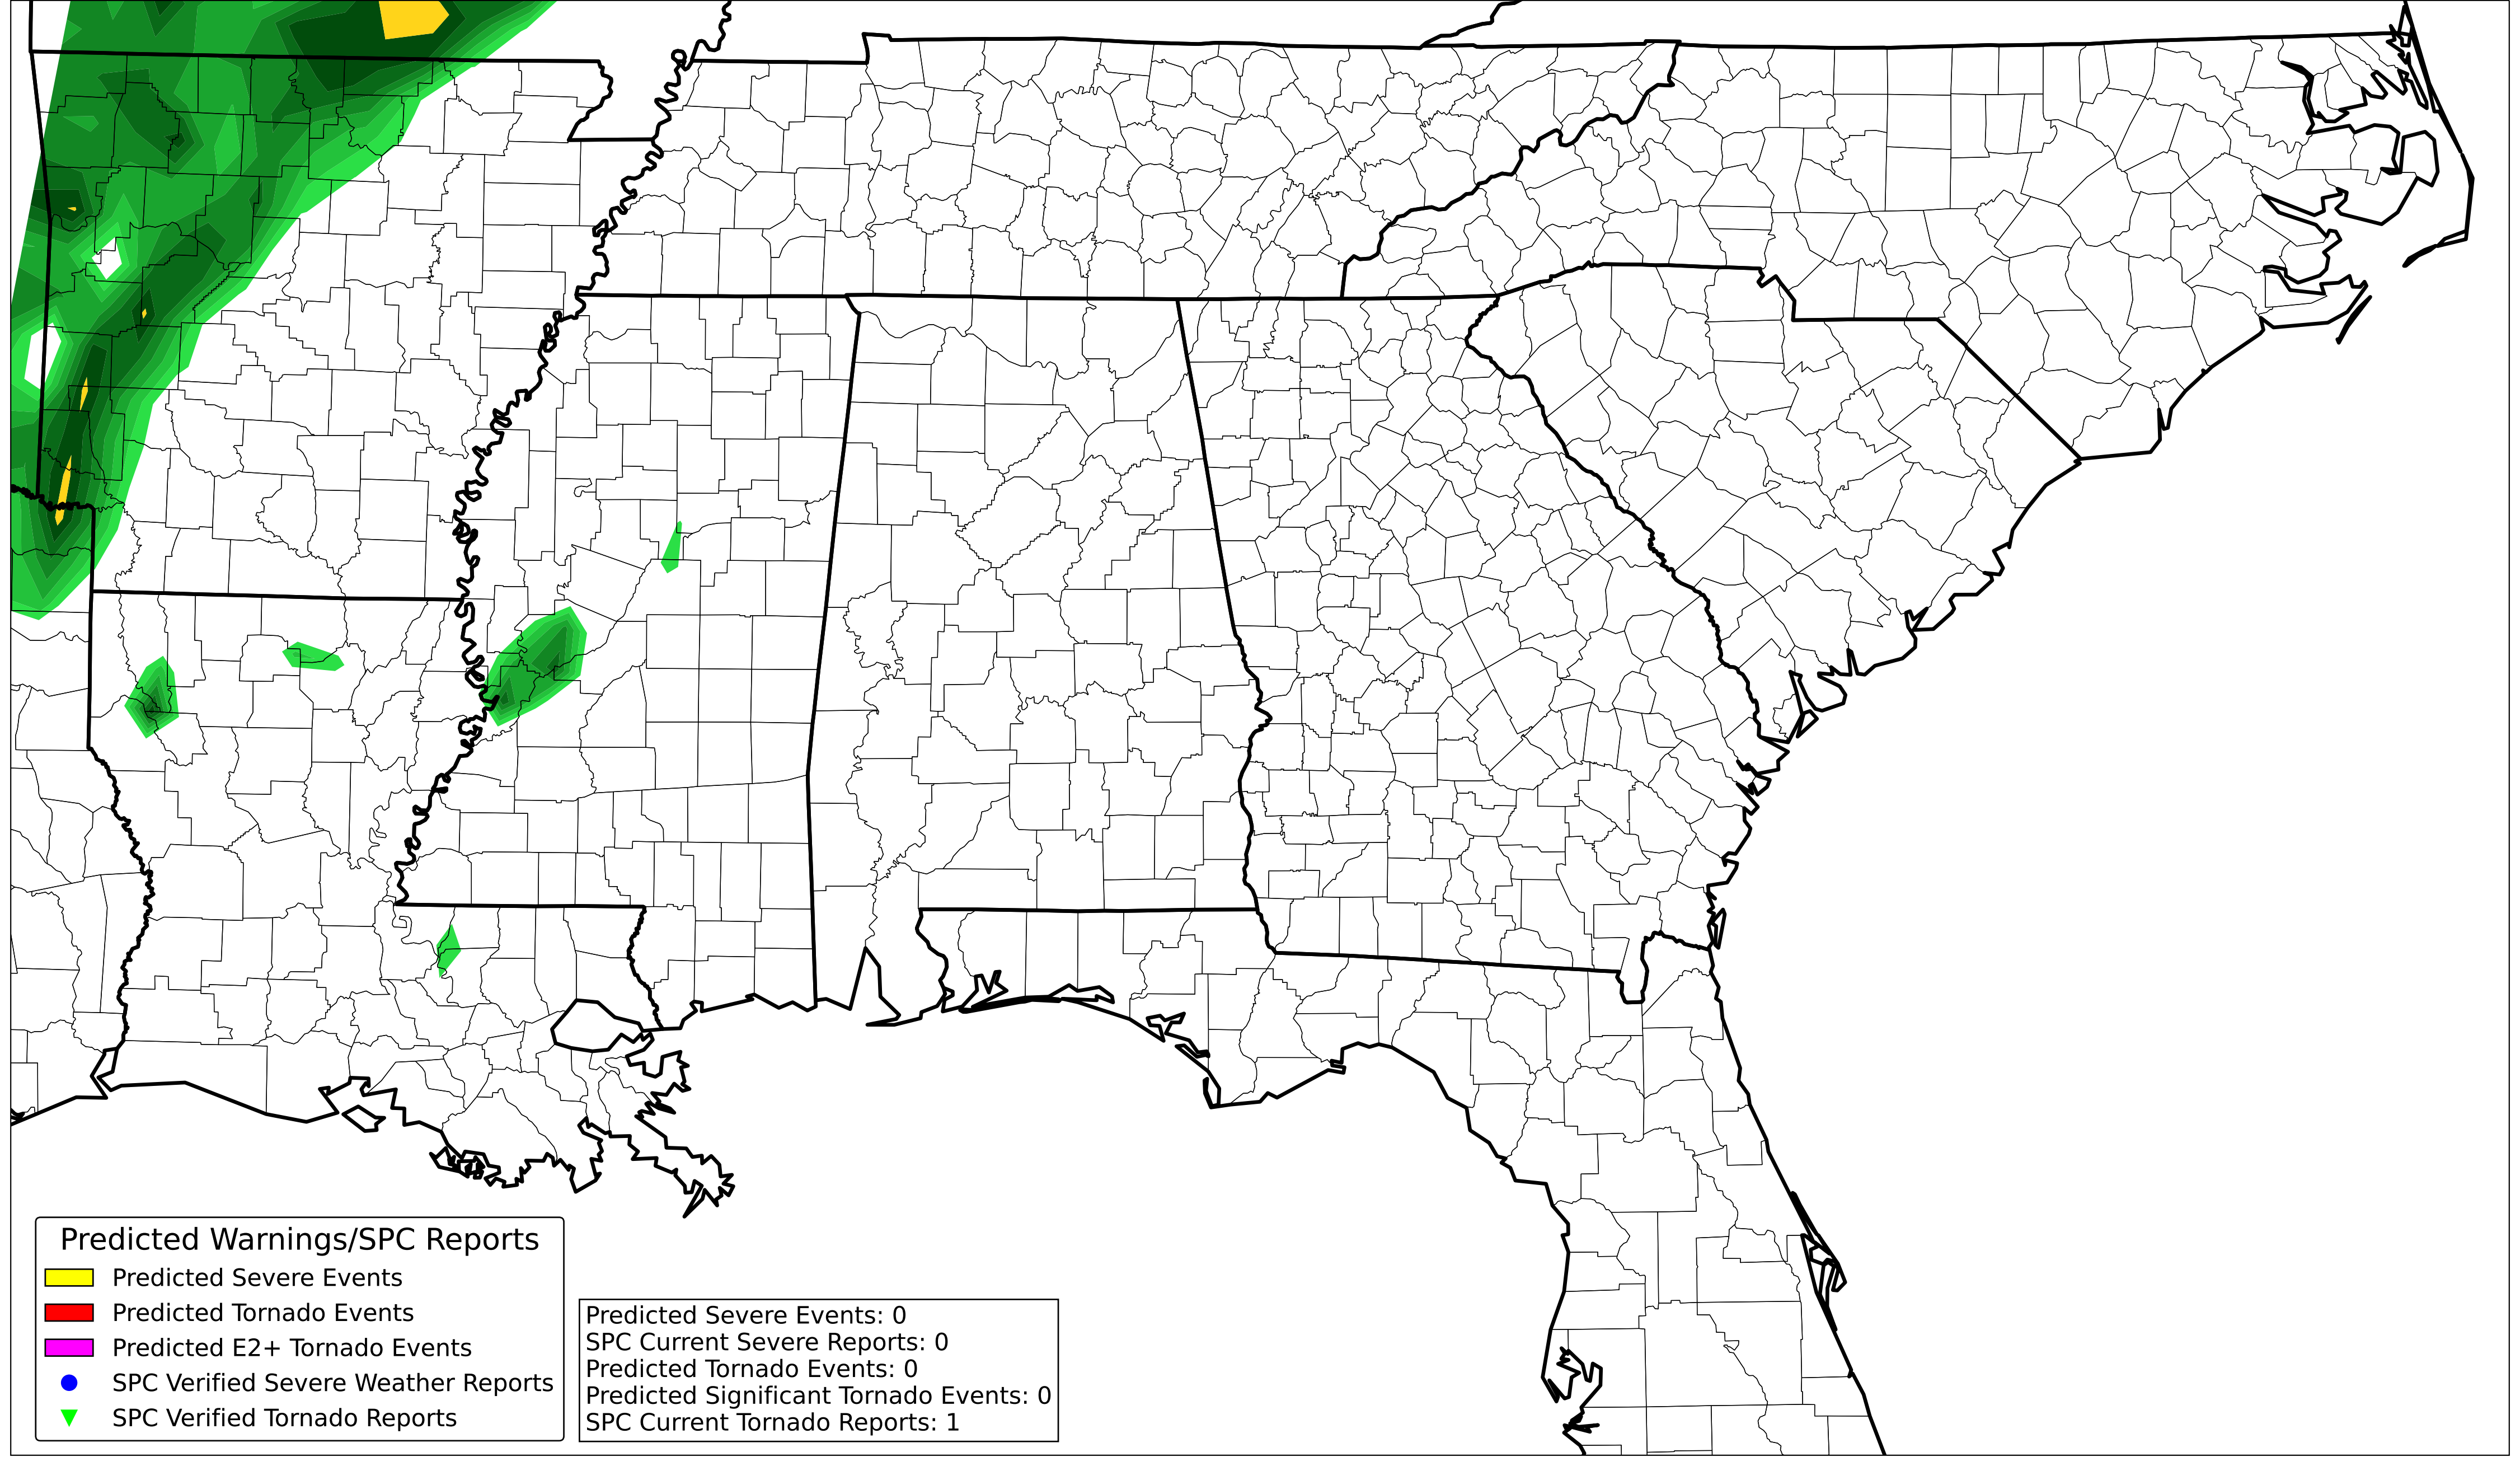 Predicted Warnings/SPC Reports
Predicted Severe Events
Predicted Tornado Events
Predicted E2+ Tornado Events
SPC Verified Severe Weather Reports
SPC Verified Tornado Reports
Predicted Severe Events: 0
SPC Current Severe Reports: 0
Predicted Tornado Events: 0
Predicted Significant Tornado Events: 0
SPC Current Tornado Reports: 1